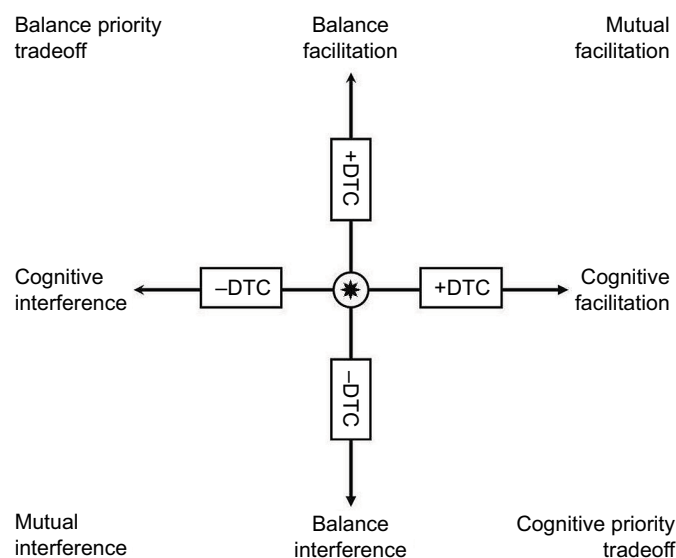 Balance priority
tradeoff
Balance
facilitation
Mutual
facilitation
+DTC
Cognitive
interference
–DTC
+DTC
Cognitive
facilitation
–DTC
Mutual
interference
Balance
interference
Cognitive priority
tradeoff